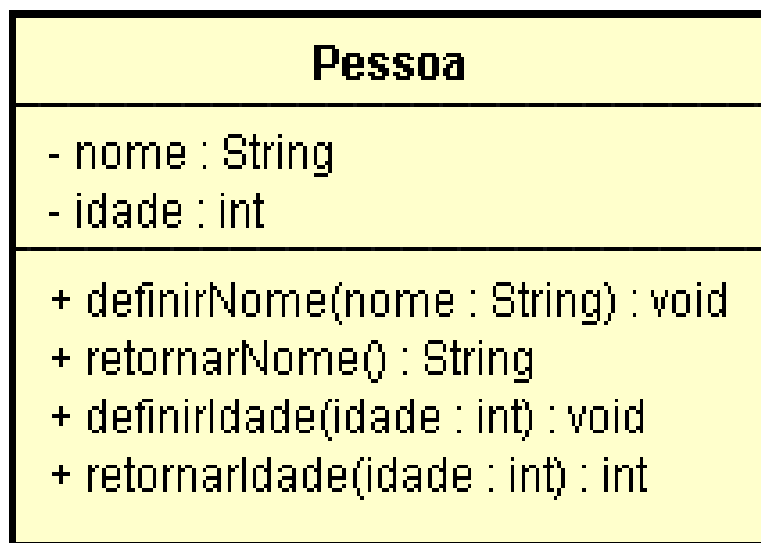 Pessoa
- nome : String
- idade : int
+ definirNome(nome : String) : void
+ retornarNome() : String
+ definirIdade(idade : int) : void
+ retornarIdade(idade : int) : int